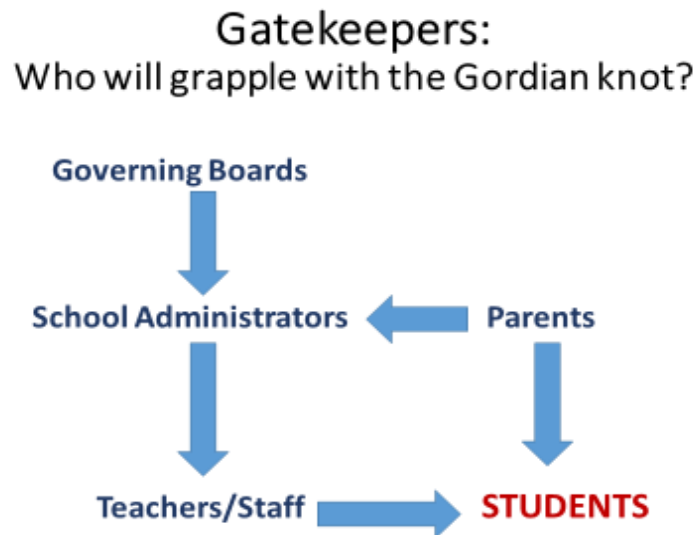 Gatekeepers:
Who will grapple with the Gordian knot?
Governing Boards
School Administrators
Parents
Teachers/Staff
STUDENTS